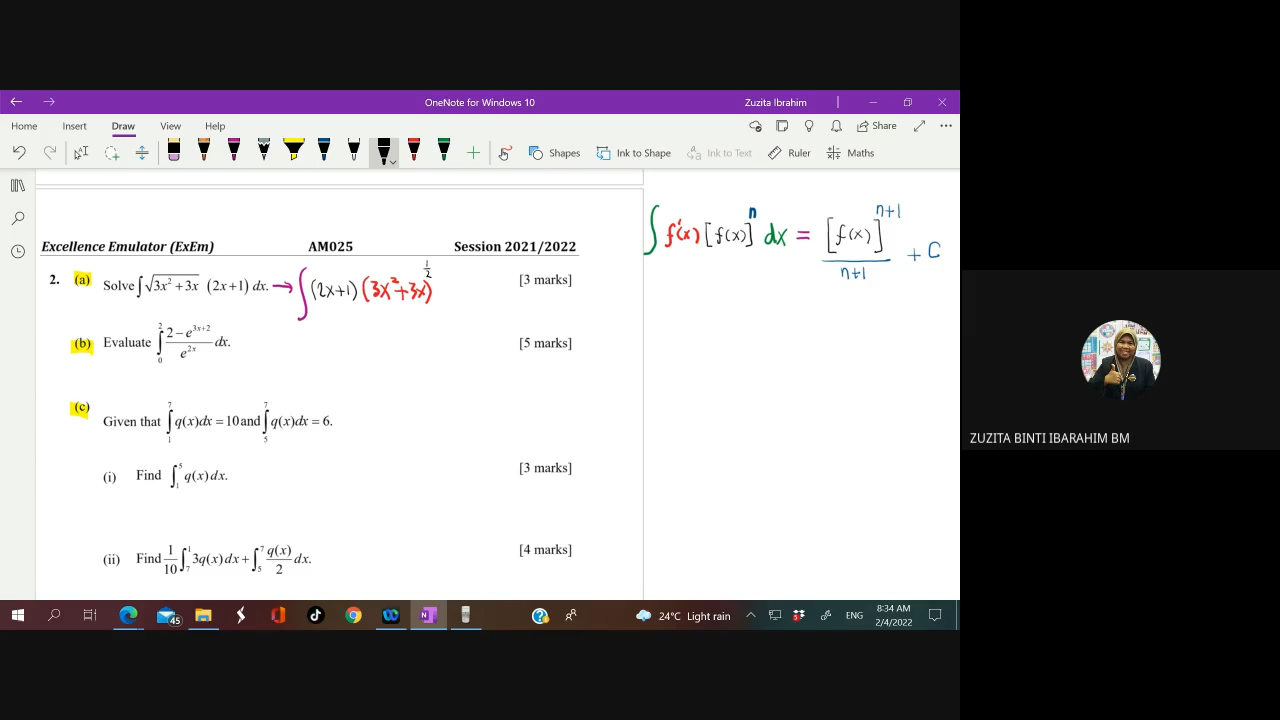 OneNote for Windows 10
Zuzita Ibrahim
Home Insert Draw View Help
Share
Shapes Ink to Shape Ink to Text Ruler Maths
∫ f'(x) [f(x)]^n dx = [f(x)]^(n+1) / (n+1) + C
Excellence Emulator (ExEm) AM025 Session 2021/2022
2. (a) Solve ∫ √(3x² + 3x) (2x+1) dx. → ∫ (2x+1) (3x²+3x)^(1/2) [3 marks]
(b) Evaluate ∫₀² (2 − e^(3x+2)) / e^(2x) dx. [5 marks]
(c) Given that ∫₁⁷ q(x)dx = 10 and ∫₅⁷ q(x)dx = 6.
(i) Find ∫₁⁵ q(x)dx. [3 marks]
(ii) Find 1/10 ∫₇¹ 3q(x)dx + ∫₅⁷ q(x)/2 dx. [4 marks]
ZUZITA BINTI IBARAHIM BM
45
24°C Light rain
5
ENG
8:34 AM
2/4/2022